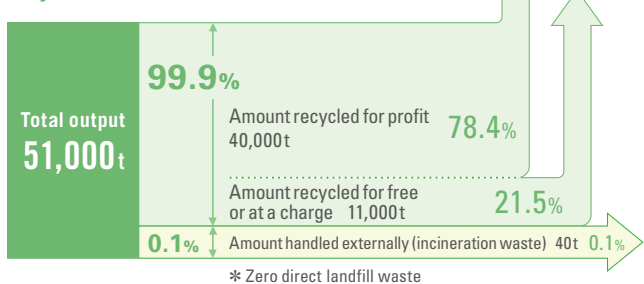 99.9%
Total output
51,000t
Amount recycled for profit
40,000t
78.4%
Amount recycled for free
or at a charge 11,000t
21.5%
0.1%
Amount handled externally (incineration waste) 40t 0.1%
* Zero direct landfill waste